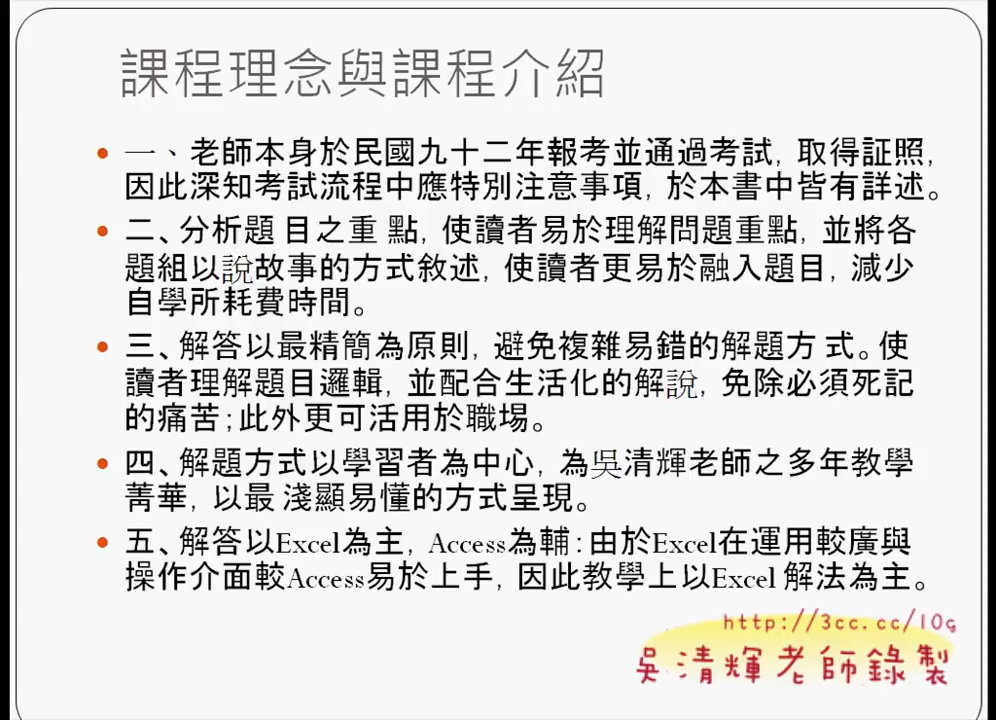 課程理念與課程介紹
一、老師本身於民國九十二年報考並通過考試，取得証照，
因此深知考試流程中應特別注意事項，於本書中皆有詳述。
二、分析題 目之重 點，使讀者易於理解問題重點，並將各
題組以說故事的方式敘述，使讀者更易於融入題目，減少
自學所耗費時間。
三、解答以最精簡為原則，避免複雜易錯的解題方 式。使
讀者理解題目邏輯，並配合生活化的解說，免除必須死記
的痛苦；此外更可活用於職場。
四、解題方式以學習者為中心，為吳清輝老師之多年教學
菁華，以最 淺顯易懂的方式呈現。
五、解答以Excel為主，Access為輔：由於Excel在運用較廣與
操作介面較Access易於上手，因此教學上以Excel 解法為主。
http://3cc.cc/10g
吳清輝老師錄製